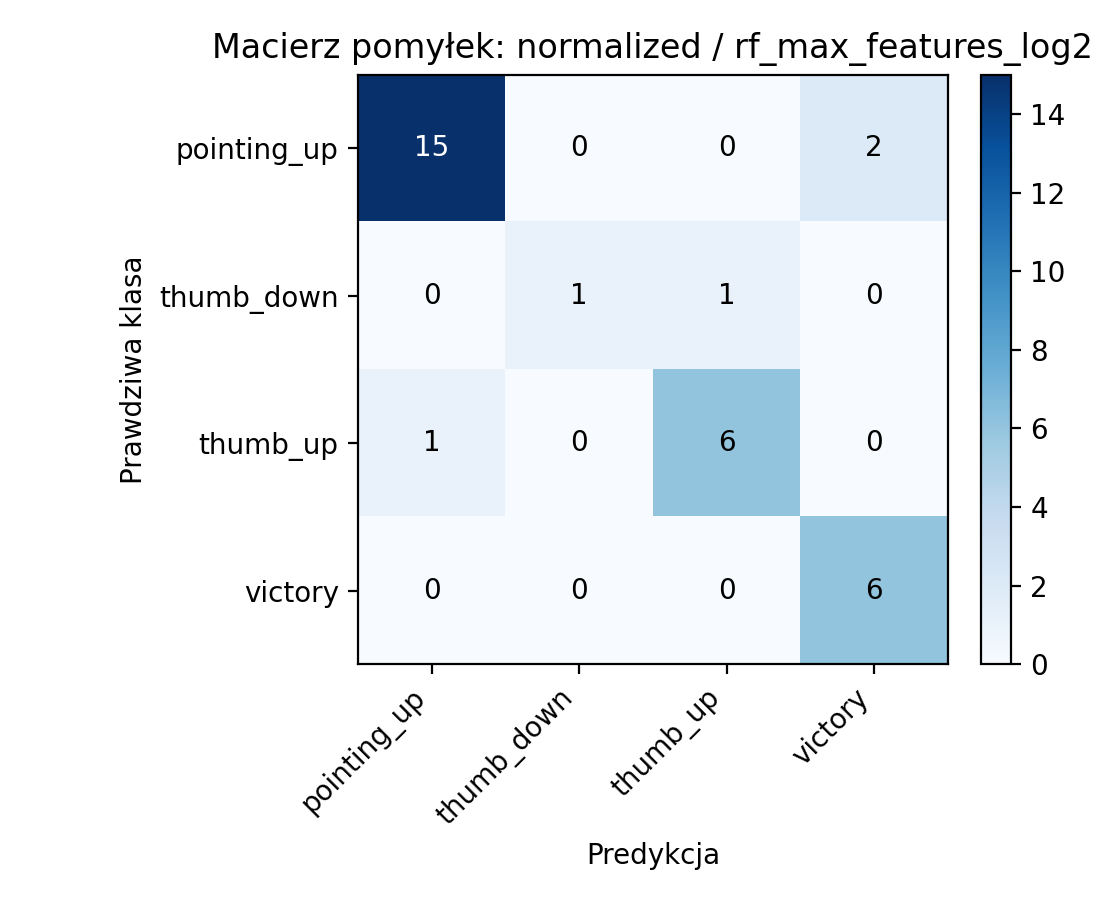 Macierz pomyłek: normalized / rf_max_features_log2
Prawdziwa klasa
pointing_up 15 0 0 2
thumb_down 0 1 1 0
thumb_up 1 0 6 0
victory 0 0 0 6
pointing_up thumb_down thumb_up victory
Predykcja
14
12
10
8
6
4
2
0